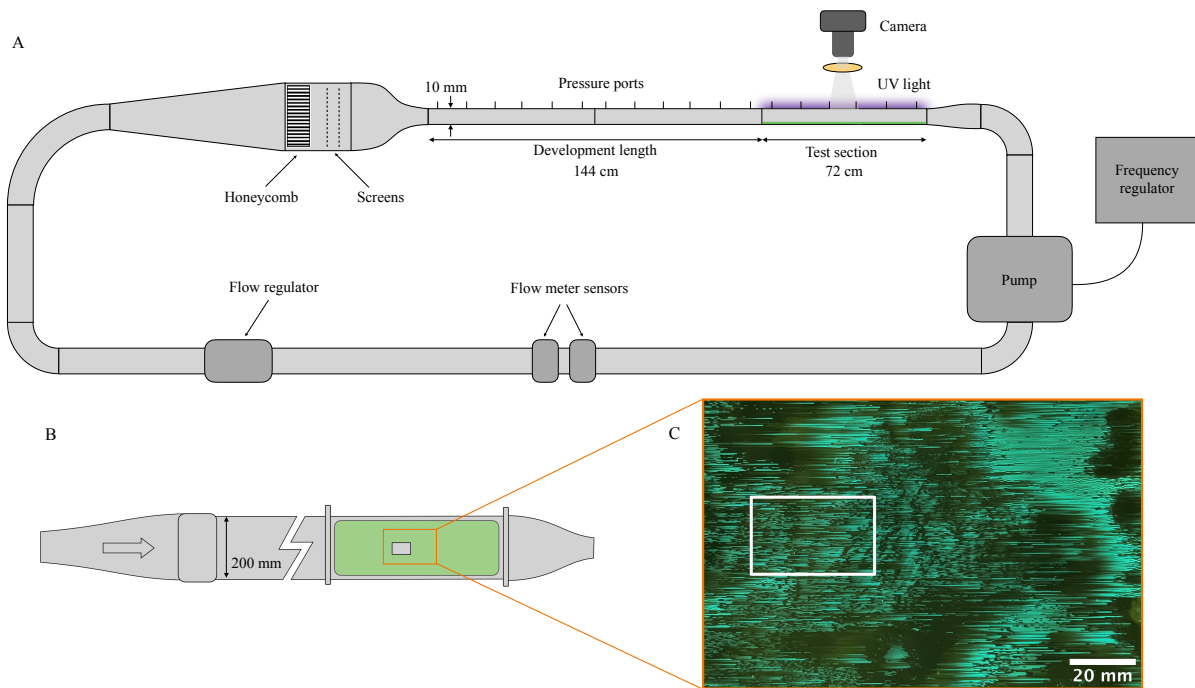 A
Camera
10 mm
Pressure ports
UV light
Development length
144 cm
Test section
72 cm
Honeycomb
Screens
Frequency
regulator
Pump
Flow regulator
Flow meter sensors
B
C
200 mm
20 mm